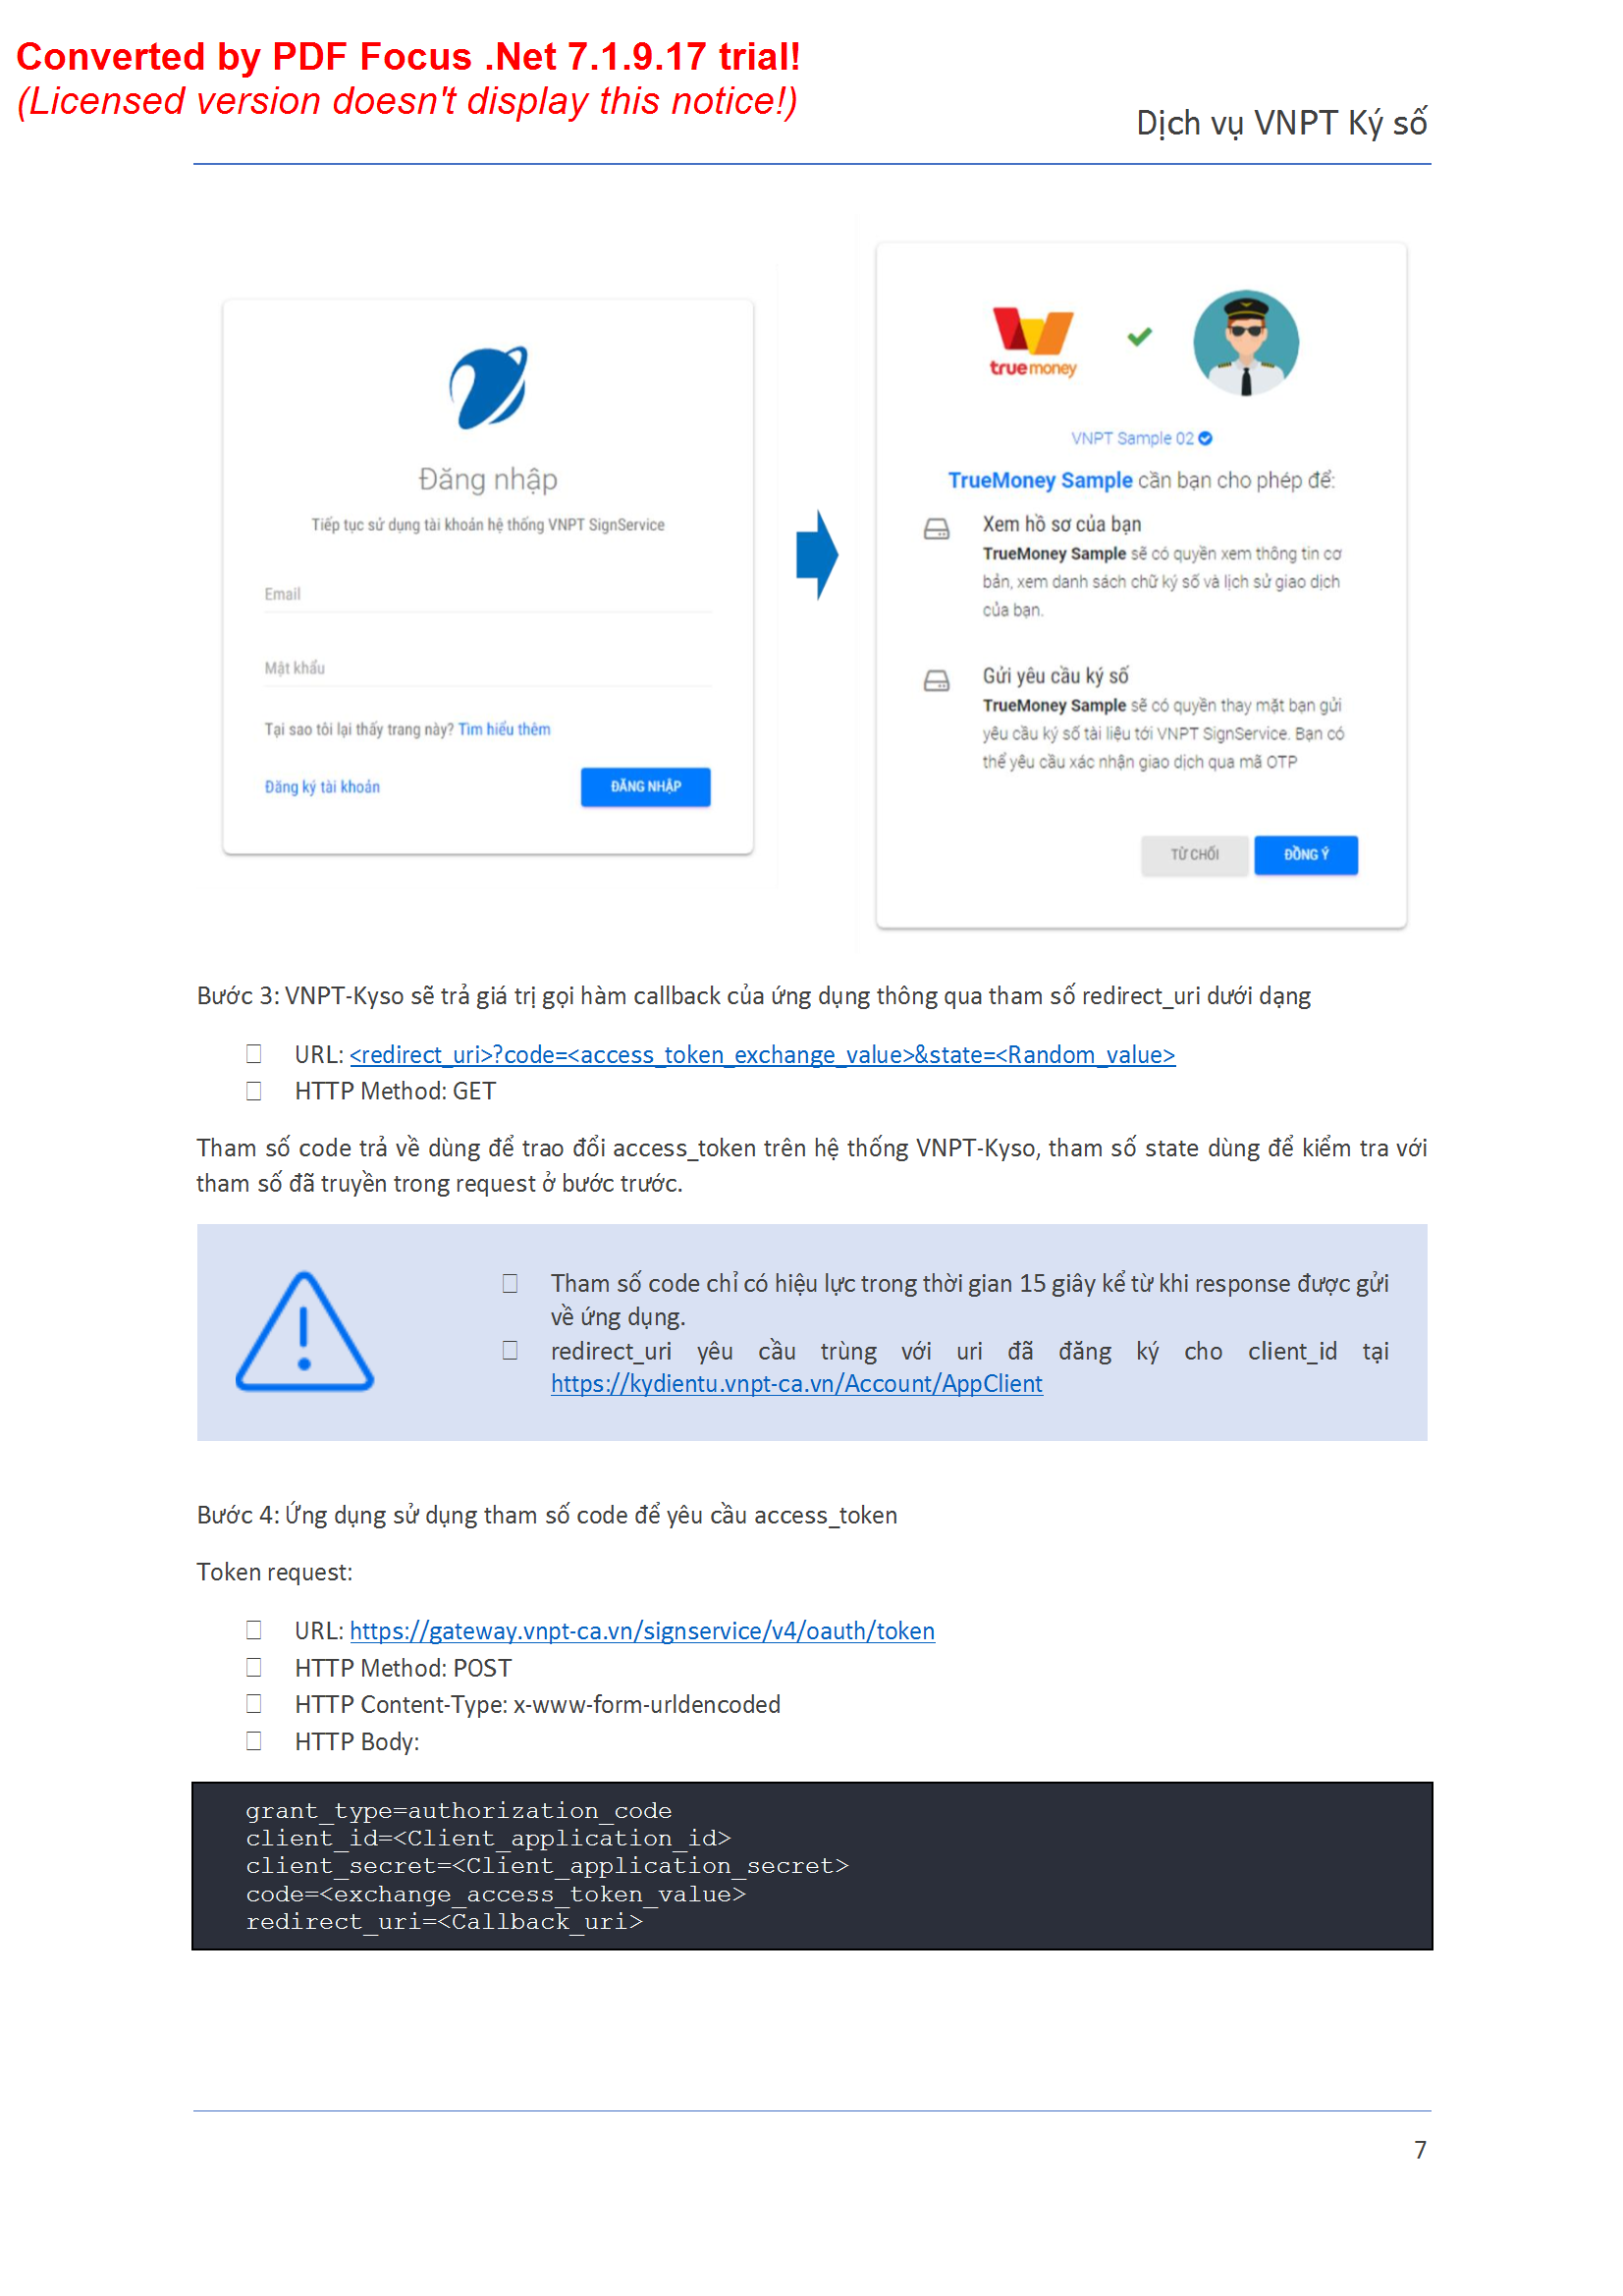 Converted by PDF Focus .Net 7.1.9.17 trial!
(Licensed version doesn't display this notice!)
Dịch vụ VNPT Ký số
Đăng nhập
Tiếp tục sử dụng tài khoản hệ thống VNPT SignService
Email
Mật khẩu
Tại sao tôi lại thấy trang này? Tìm hiểu thêm
Đăng ký tài khoản
ĐĂNG NHẬP
truemoney
VNPT Sample 02
TrueMoney Sample cần bạn cho phép để:
Xem hồ sơ của bạn
TrueMoney Sample sẽ có quyền xem thông tin cơ
bản, xem danh sách chữ ký số và lịch sử giao dịch
của bạn.
Gửi yêu cầu ký số
TrueMoney Sample sẽ có quyền thay mặt bạn gửi
yêu cầu ký số tài liệu tới VNPT SignService. Bạn có
thể yêu cầu xác nhận giao dịch qua mã OTP
TỪ CHỐI
ĐỒNG Ý
Bước 3: VNPT-Kyso sẽ trả giá trị gọi hàm callback của ứng dụng thông qua tham số redirect_uri dưới dạng
URL: <redirect_uri>?code=<access_token_exchange_value>&state=<Random_value>
HTTP Method: GET
Tham số code trả về dùng để trao đổi access_token trên hệ thống VNPT-Kyso, tham số state dùng để kiểm tra với
tham số đã truyền trong request ở bước trước.
Tham số code chỉ có hiệu lực trong thời gian 15 giây kể từ khi response được gửi
về ứng dụng.
redirect_uri yêu cầu trùng với uri đã đăng ký cho client_id tại
https://kydientu.vnpt-ca.vn/Account/AppClient
Bước 4: Ứng dụng sử dụng tham số code để yêu cầu access_token
Token request:
URL: https://gateway.vnpt-ca.vn/signservice/v4/oauth/token
HTTP Method: POST
HTTP Content-Type: x-www-form-urldencoded
HTTP Body:
grant_type=authorization_code
client_id=<Client_application_id>
client_secret=<Client_application_secret>
code=<exchange_access_token_value>
redirect_uri=<Callback_uri>
7